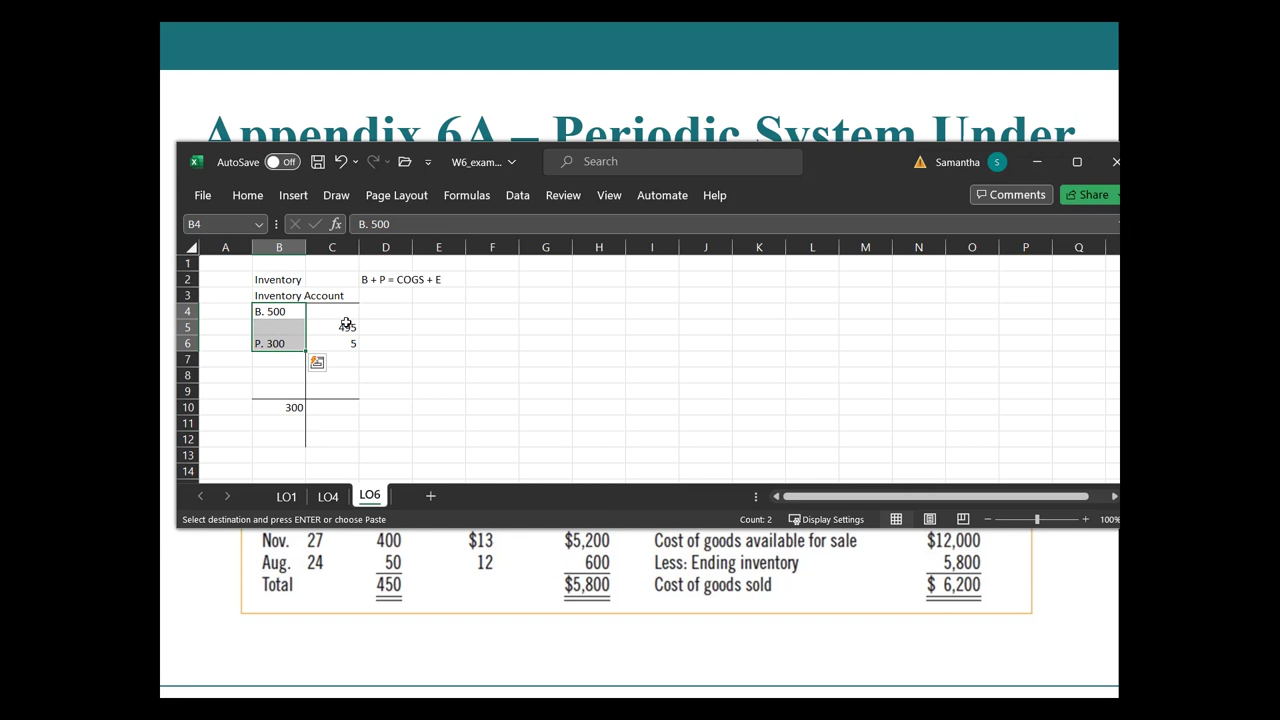 Appendix 6A – Periodic System Under
AutoSave Off W6_exam... Search Samantha S
File Home Insert Draw Page Layout Formulas Data Review View Automate Help Comments Share
B4 fx B. 500
A B C D E F G H I J K L M N O P Q
1
2 Inventory B + P = COGS + E
3 Inventory Account
4 B. 500
5 495
6 P. 300 5
7
8
9
10 300
11
12
13
14
LO1 LO4 LO6
Select destination and press ENTER or choose Paste Count: 2 Display Settings 100%
Nov. 27 400 $13 $5,200 Cost of goods available for sale $12,000
Aug. 24 50 12 600 Less: Ending inventory 5,800
Total 450 $5,800 Cost of goods sold $ 6,200